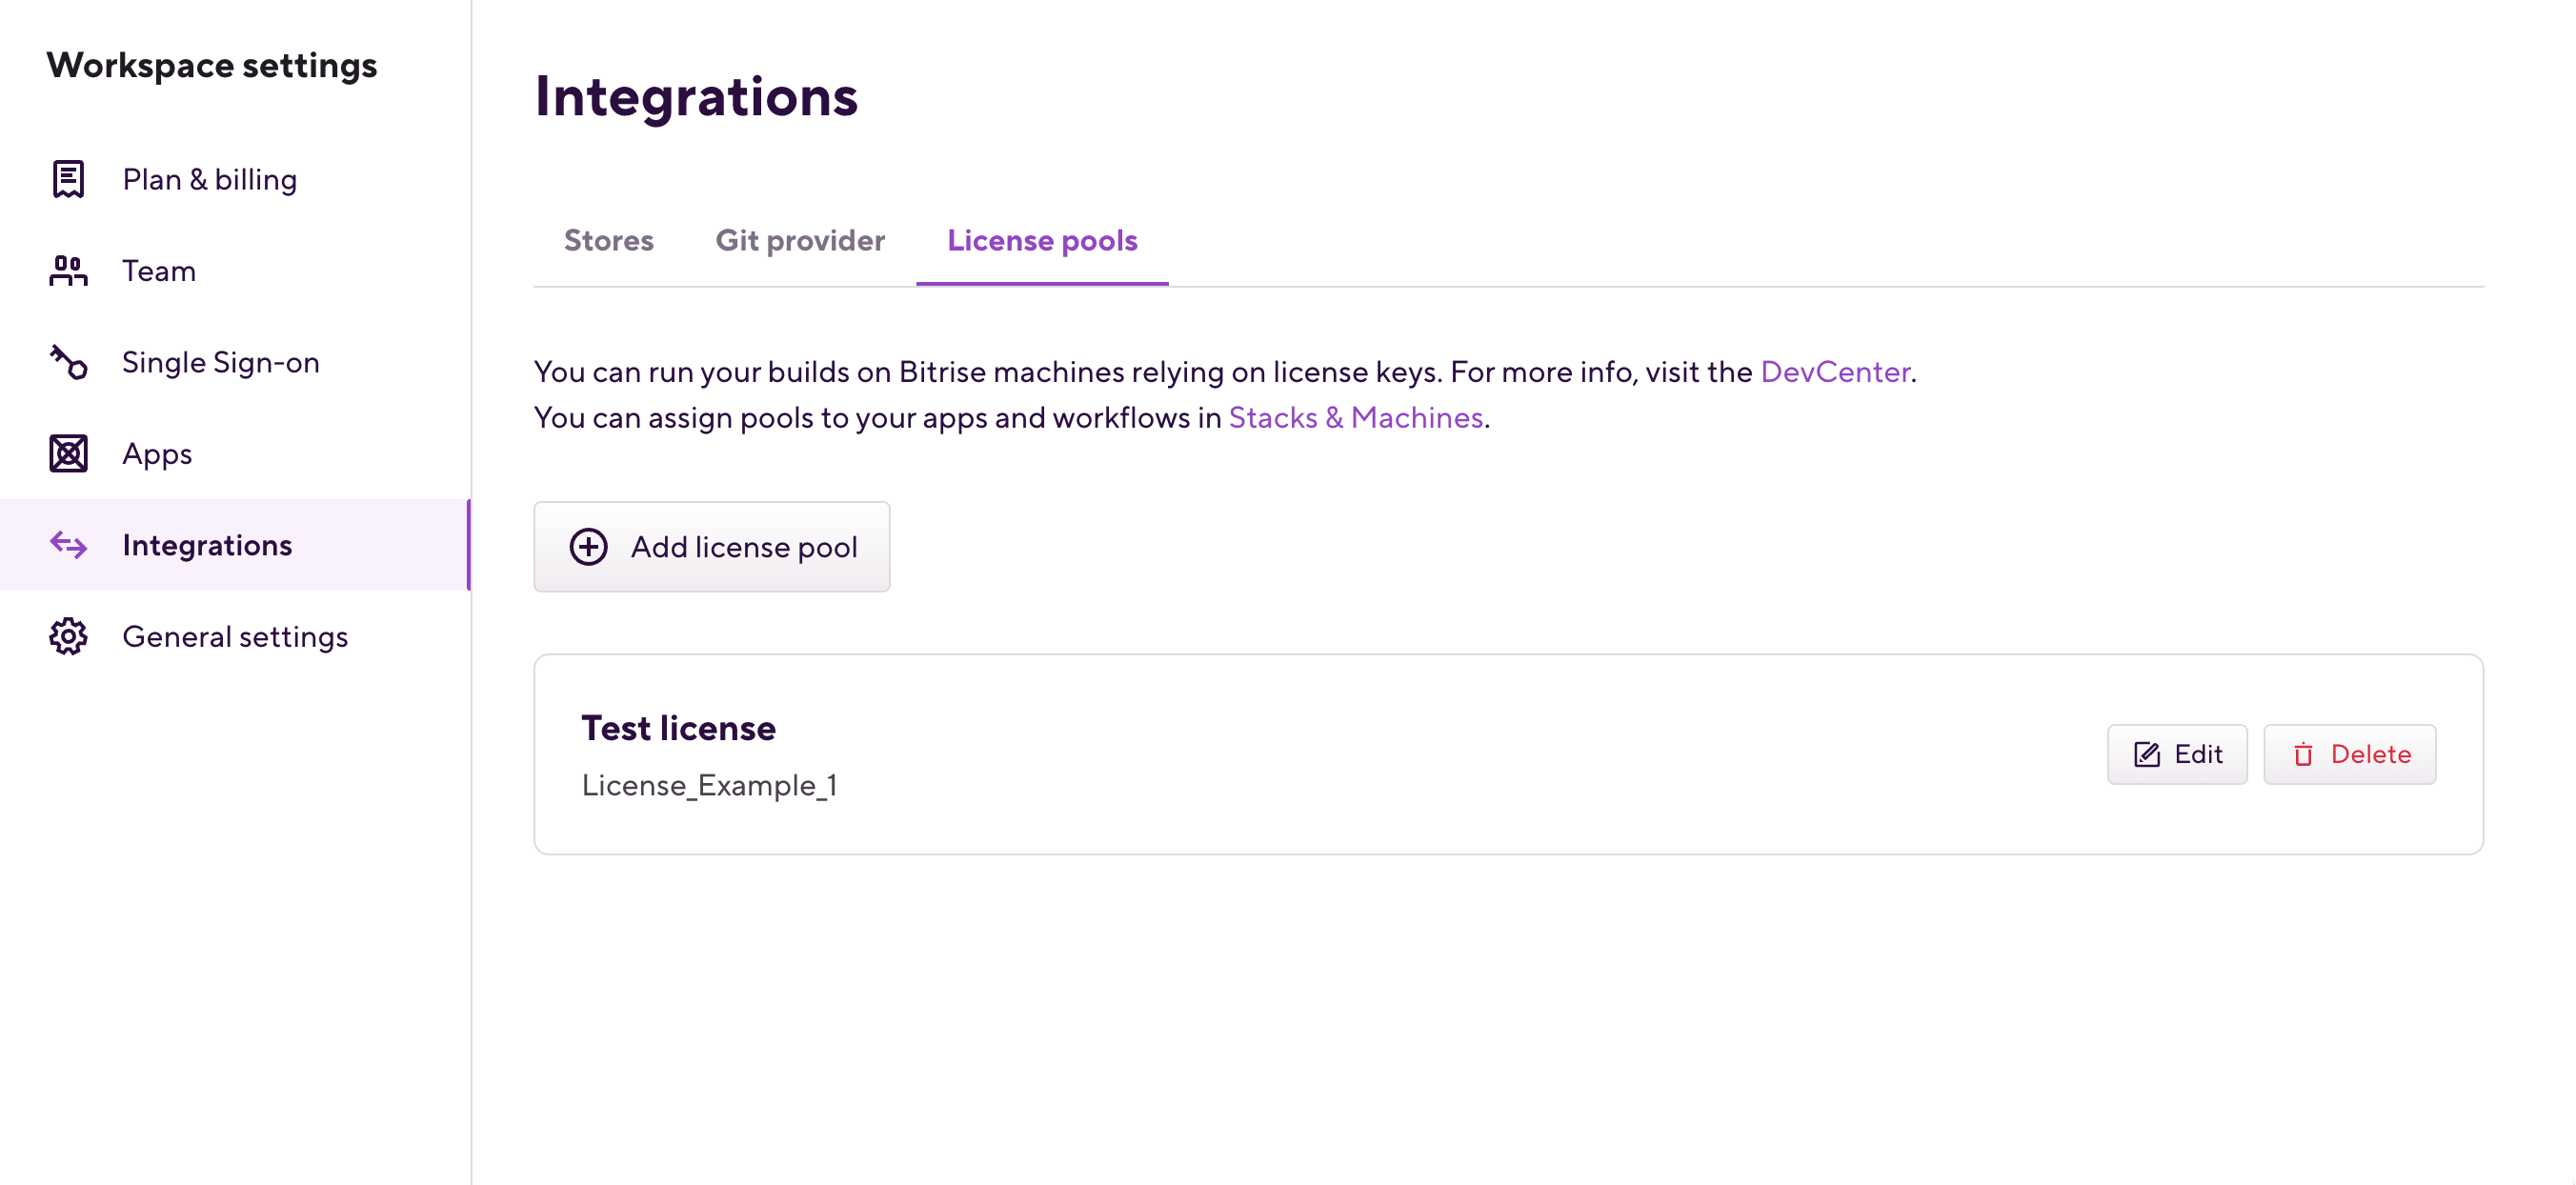 Workspace settings
Plan & billing
Team
Single Sign-on
Apps
Integrations
General settings
Integrations
Stores
Git provider
License pools
You can run your builds on Bitrise machines relying on license keys. For more info, visit the DevCenter.
You can assign pools to your apps and workflows in Stacks & Machines.
Add license pool
Test license
License_Example_1
Edit
Delete